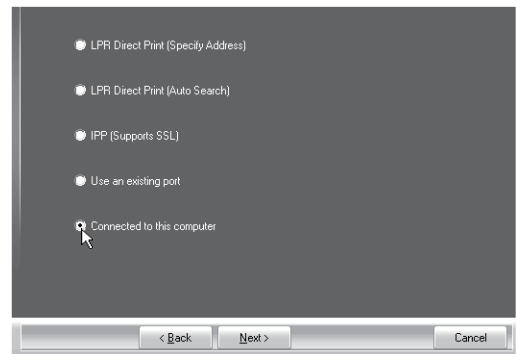 LPR Direct Print (Specify Address)
LPR Direct Print (Auto Search)
IPP (Supports SSL)
Use an existing port
Connected to this computer
< Back   Next >   Cancel